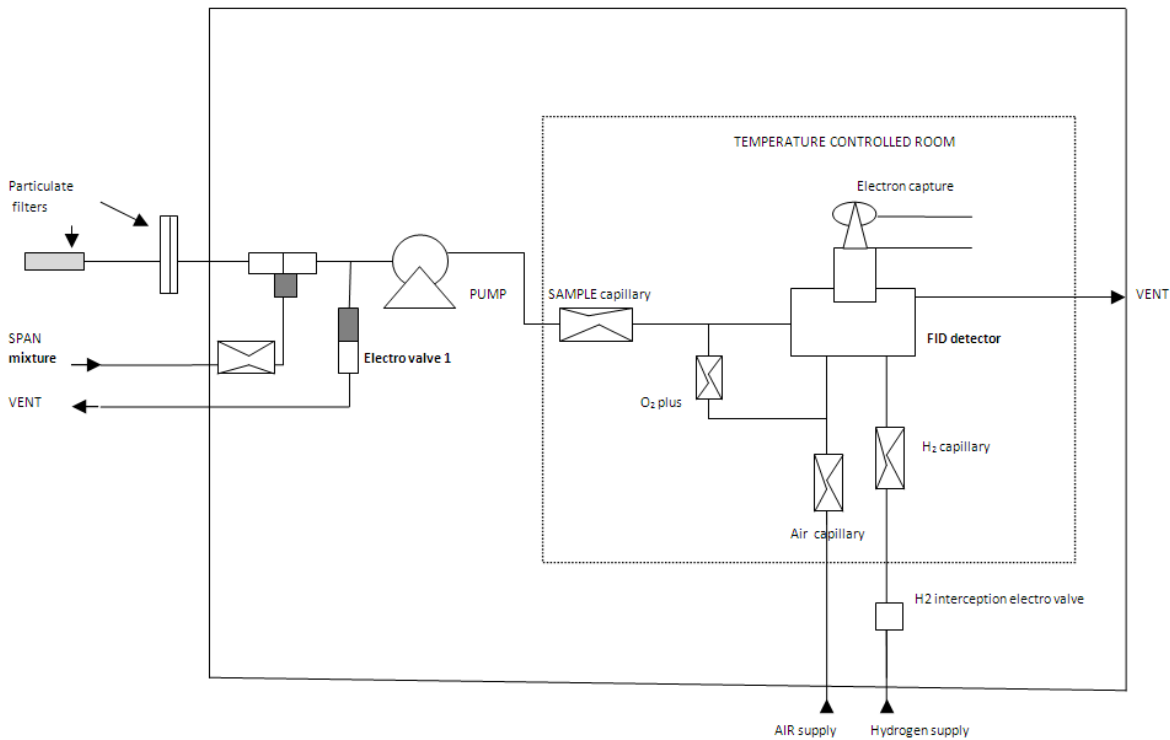 TEMPERATURE CONTROLLED ROOM
Electron capture
Particulate
filters
PUMP
SAMPLE capillary
VENT
SPAN
mixture
Electro valve 1
FID detector
VENT
O₂ plus
H₂ capillary
Air capillary
H2 interception electro valve
AIR supply
Hydrogen supply